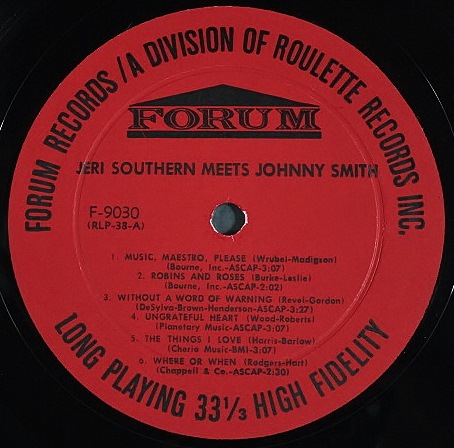 FORUM RECORDS/A DIVISION OF ROULETTE RECORDS INC.
FORUM
JERI SOUTHERN MEETS JOHNNY SMITH
F-9030
(RLP-38-A)
1. MUSIC, MAESTRO, PLEASE (Wrubel-Madigson)
(Bourne, Inc.-ASCAP-3:07)
2. ROBINS AND ROSES (Burke-Leslie)
(Bourne, Inc.-ASCAP-2:02)
3. WITHOUT A WORD OF WARNING (Revel-Gordon)
(DeSylva-Brown-Henderson-ASCAP-3:27)
4. UNGRATEFUL HEART (Wood-Roberts)
(Planetary Music-ASCAP-3:07)
5. THE THINGS I LOVE (Harris-Barlow)
(Cherio Music-BMI-3:07)
6. WHERE OR WHEN (Rodgers-Hart)
(Chappell & Co.-ASCAP-2:30)
LONG PLAYING 33⅓ HIGH FIDELITY